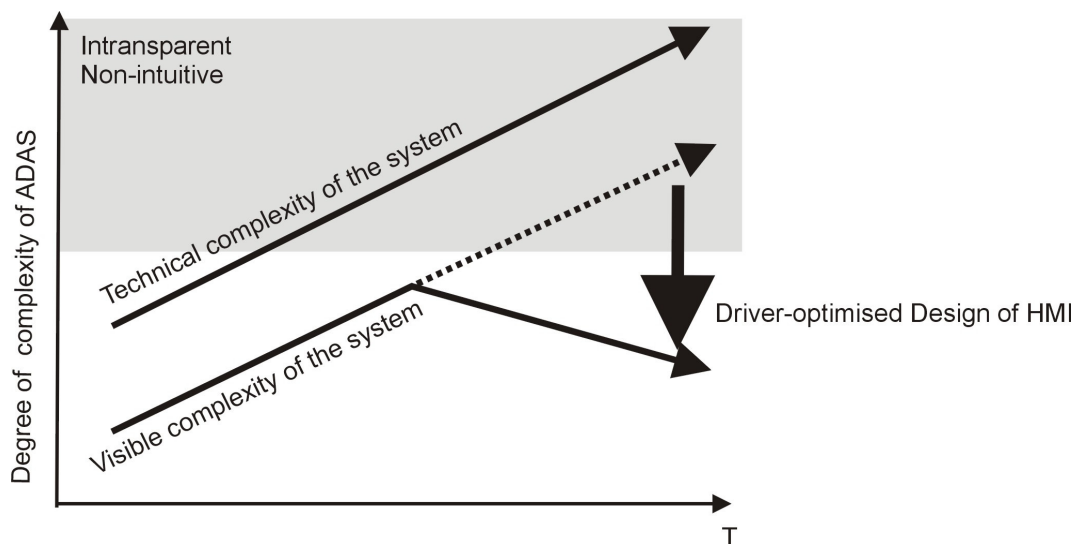 Intransparent
Non-intuitive
Degree of complexity of ADAS
Technical complexity of the system
Visible complexity of the system
Driver-optimised Design of HMI
T